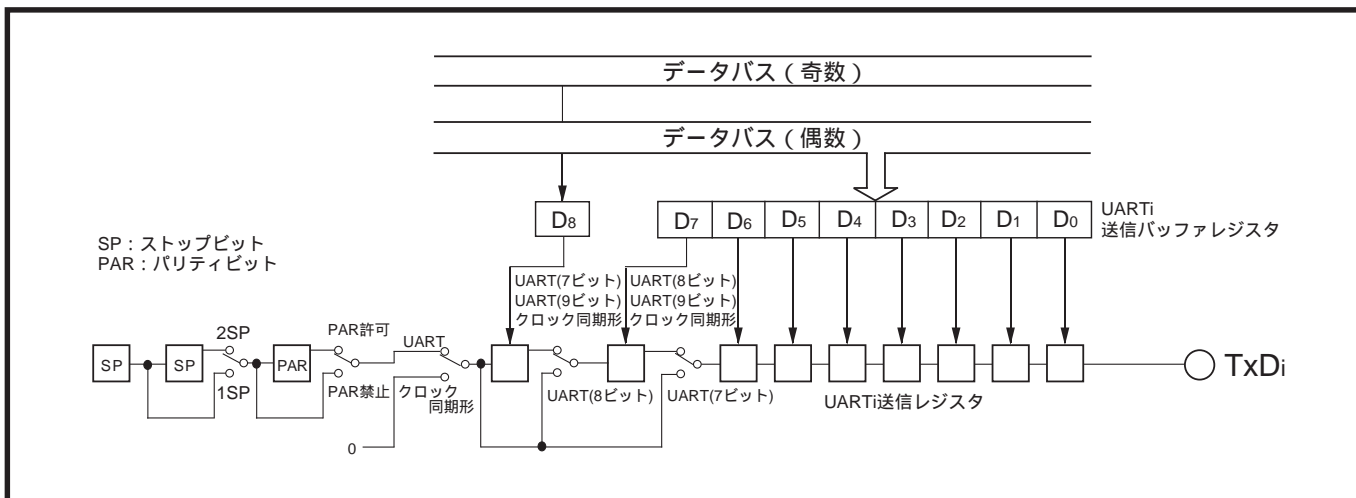 データバス（奇数）
データバス（偶数）
D8
D7 D6 D5 D4 D3 D2 D1 D0
UARTi
送信バッファレジスタ
SP：ストップビット
PAR：パリティビット
UART(7ビット)
UART(9ビット)
クロック同期形
UART(8ビット)
UART(9ビット)
クロック同期形
2SP
PAR許可
UART
SP
SP
PAR
TxDi
1SP
PAR禁止
クロック
同期形
UART(8ビット)
UART(7ビット)
UARTi送信レジスタ
0